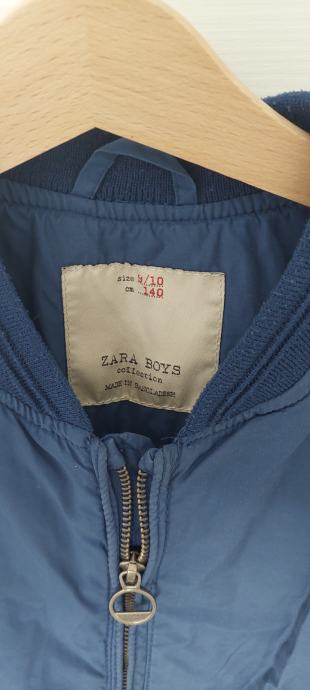 size 9/10
cm 140
ZARA BOYS
collection
MADE IN BANGLADESH